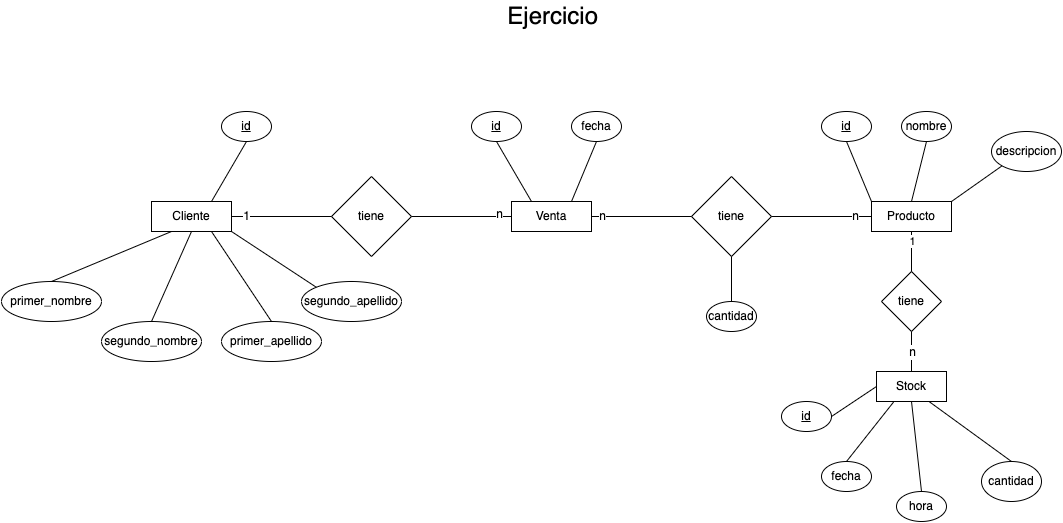 Ejercicio
id
id
fecha
id
nombre
descripcion
Cliente
1
tiene
n
Venta
n
tiene
n
Producto
1
primer_nombre
segundo_nombre
primer_apellido
segundo_apellido
cantidad
tiene
n
Stock
id
fecha
hora
cantidad